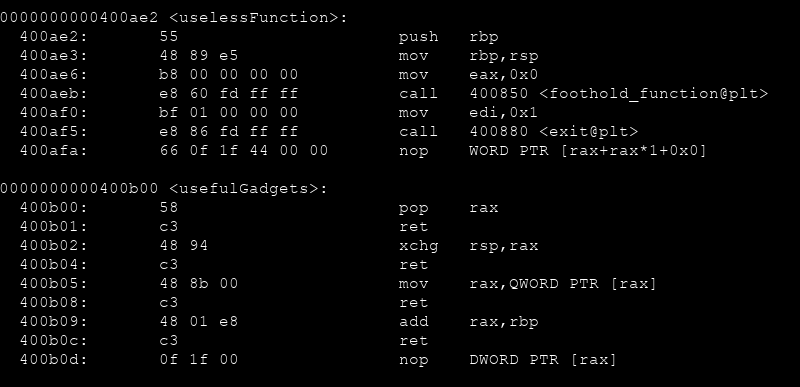 0000000000400ae2 <uselessFunction>:
  400ae2:       55                      push   rbp
  400ae3:       48 89 e5                mov    rbp,rsp
  400ae6:       b8 00 00 00 00          mov    eax,0x0
  400aeb:       e8 60 fd ff ff          call   400850 <foothold_function@plt>
  400af0:       bf 01 00 00 00          mov    edi,0x1
  400af5:       e8 86 fd ff ff          call   400880 <exit@plt>
  400afa:       66 0f 1f 44 00 00       nop    WORD PTR [rax+rax*1+0x0]

0000000000400b00 <usefulGadgets>:
  400b00:       58                      pop    rax
  400b01:       c3                      ret
  400b02:       48 94                   xchg   rsp,rax
  400b04:       c3                      ret
  400b05:       48 8b 00                mov    rax,QWORD PTR [rax]
  400b08:       c3                      ret
  400b09:       48 01 e8                add    rax,rbp
  400b0c:       c3                      ret
  400b0d:       0f 1f 00                nop    DWORD PTR [rax]